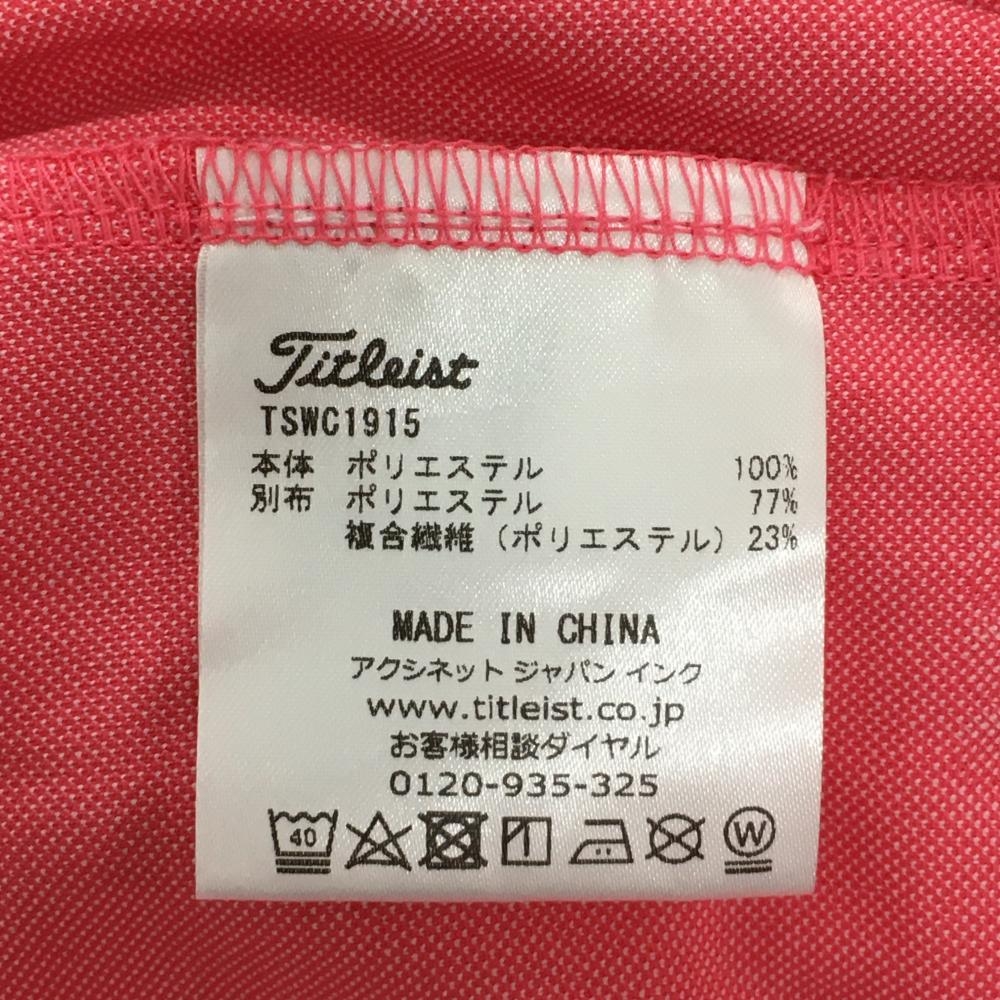 Titleist
TSWC1915
本体 ポリエステル 100%
別布 ポリエステル 77%
複合繊維（ポリエステル）23%
MADE IN CHINA
アクシネット ジャパン インク
www.titleist.co.jp
お客様相談ダイヤル
0120-935-325
40 W